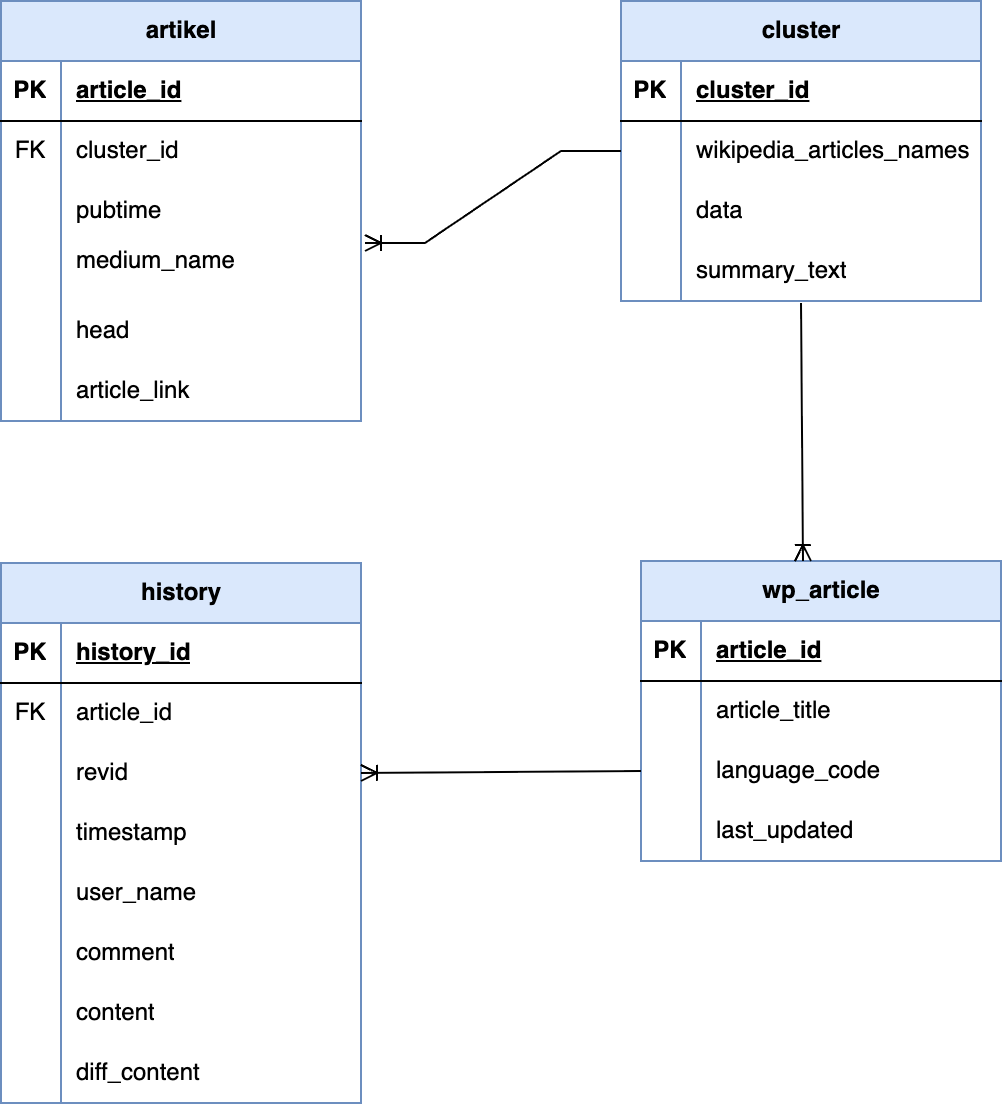 artikel
PK article_id
FK cluster_id
pubtime
medium_name
head
article_link
cluster
PK cluster_id
wikipedia_articles_names
data
summary_text
history
PK history_id
FK article_id
revid
timestamp
user_name
comment
content
diff_content
wp_article
PK article_id
article_title
language_code
last_updated